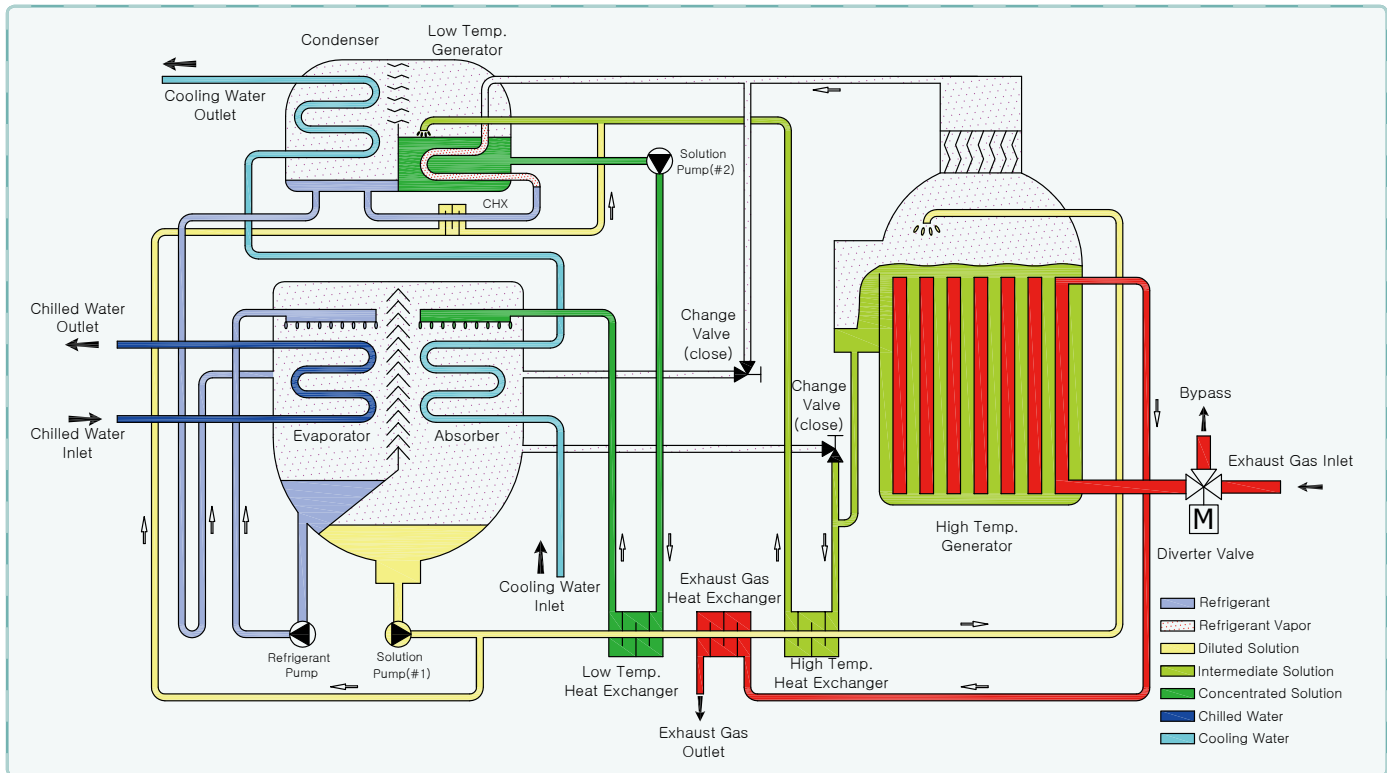 Condenser
Low Temp.
Generator
Cooling Water
Outlet
Solution
Pump(#2)
CHX
Chilled Water
Outlet
Change
Valve
(close)
Change
Valve
(close)
Bypass
Chilled Water
Inlet
Evaporator
Absorber
Exhaust Gas Inlet
M
High Temp.
Generator
Diverter Valve
Cooling Water
Inlet
Exhaust Gas
Heat Exchanger
Refrigerant
Pump
Solution
Pump(#1)
Low Temp.
Heat Exchanger
High Temp.
Heat Exchanger
Exhaust Gas
Outlet
Refrigerant
Refrigerant Vapor
Diluted Solution
Intermediate Solution
Concentrated Solution
Chilled Water
Cooling Water